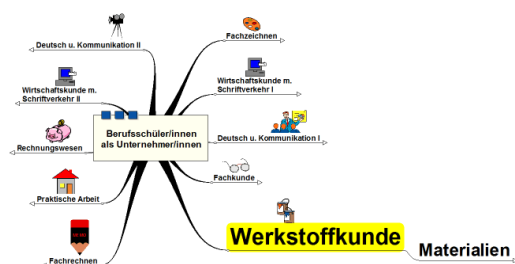 Deutsch u. Kommunikation II
Fachzeichnen
Wirtschaftskunde m.
Schriftverkehr II
Wirtschaftskunde m.
Schriftverkehr I
Berufsschüler/innen
als Unternehmer/innen
Rechnungswesen
Deutsch u. Kommunikation I
Praktische Arbeit
Fachkunde
Werkstoffkunde
Materialien
Fachrechnen